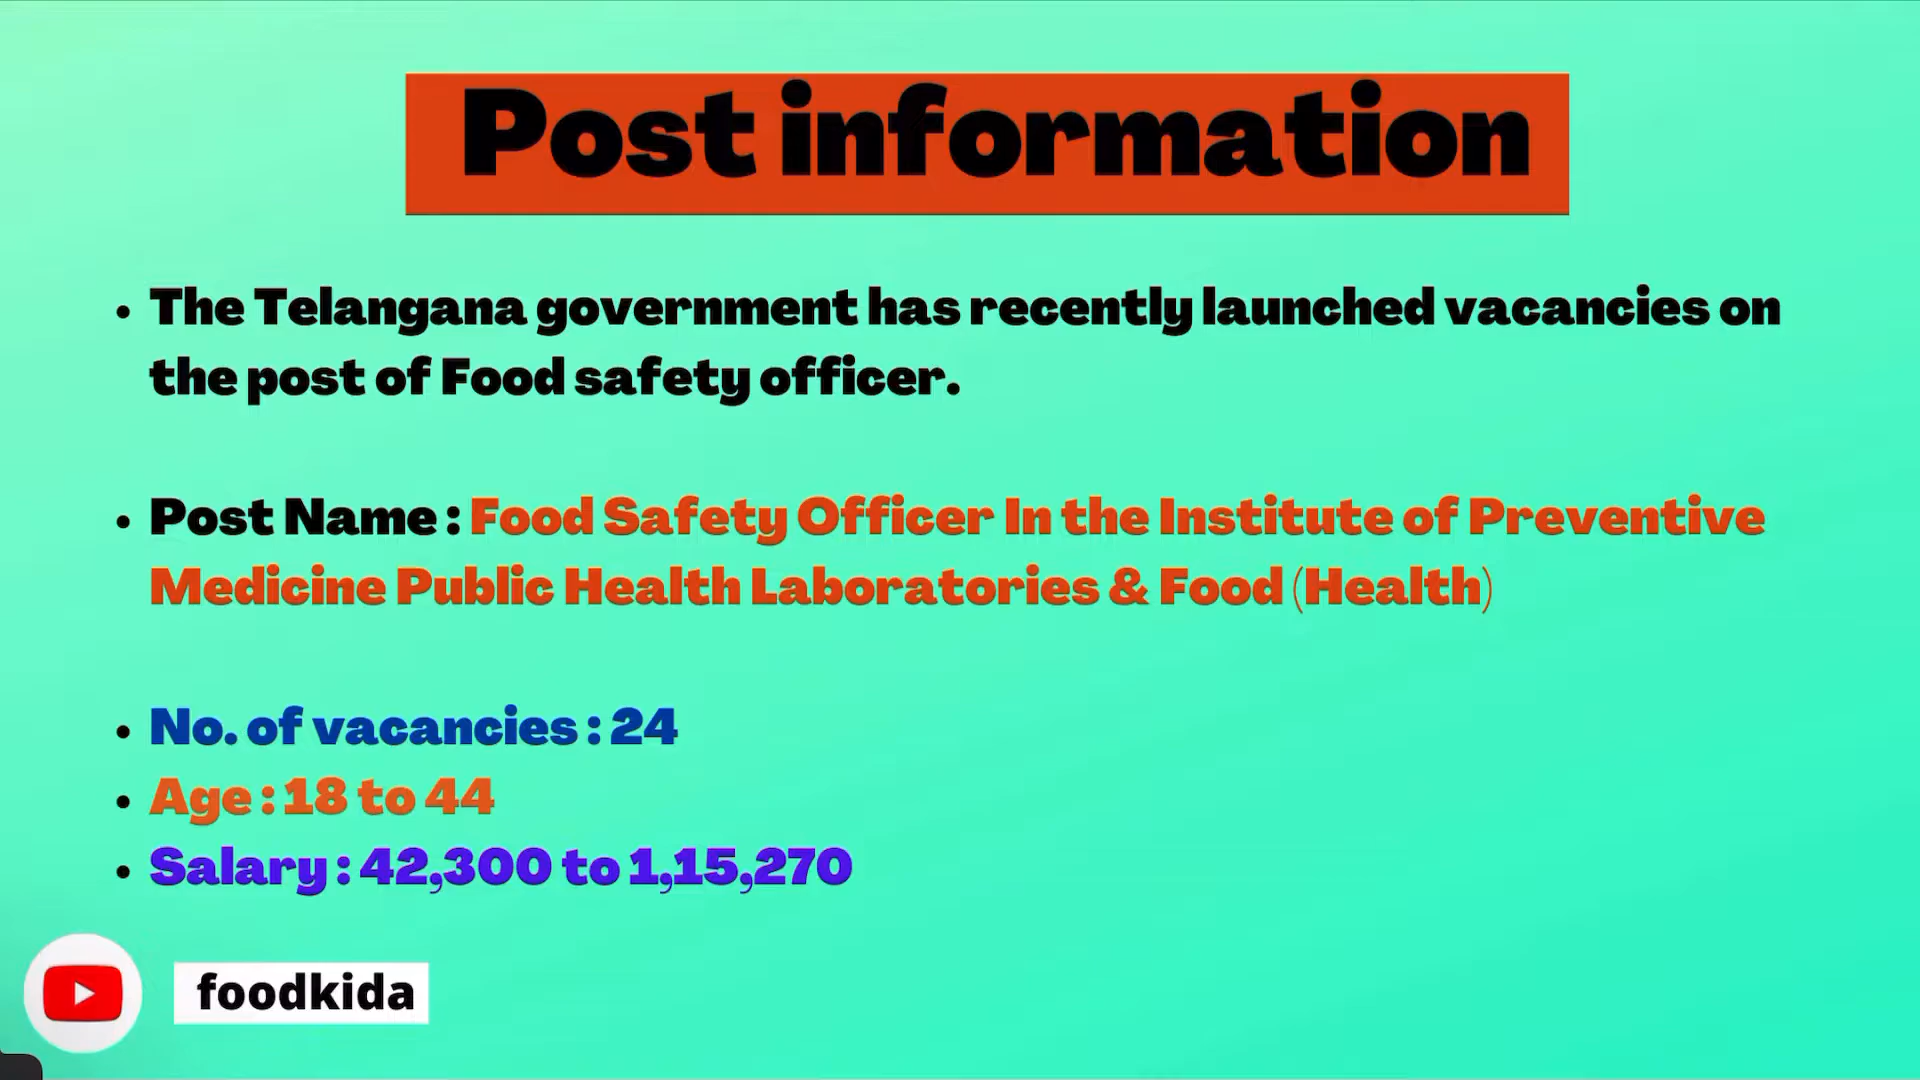 Post information
• The Telangana government has recently launched vacancies on
the post of Food safety officer.
• Post Name : Food Safety Officer In the Institute of Preventive
Medicine Public Health Laboratories & Food (Health)
• No. of vacancies : 24
• Age : 18 to 44
• Salary : 42,300 to 1,15,270
foodkida